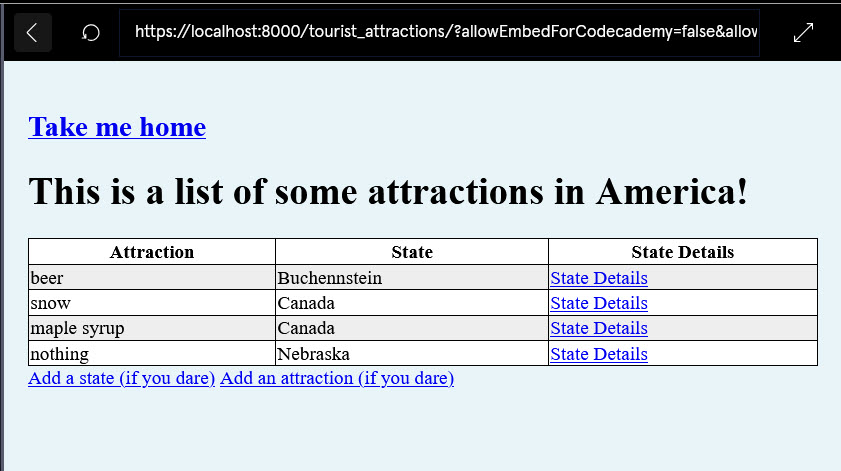 https://localhost:8000/tourist_attractions/?allowEmbedForCodecademy=false&allov
Take me home
This is a list of some attractions in America!
Attraction State State Details
beer Buchennstein State Details
snow Canada State Details
maple syrup Canada State Details
nothing Nebraska State Details
Add a state (if you dare) Add an attraction (if you dare)